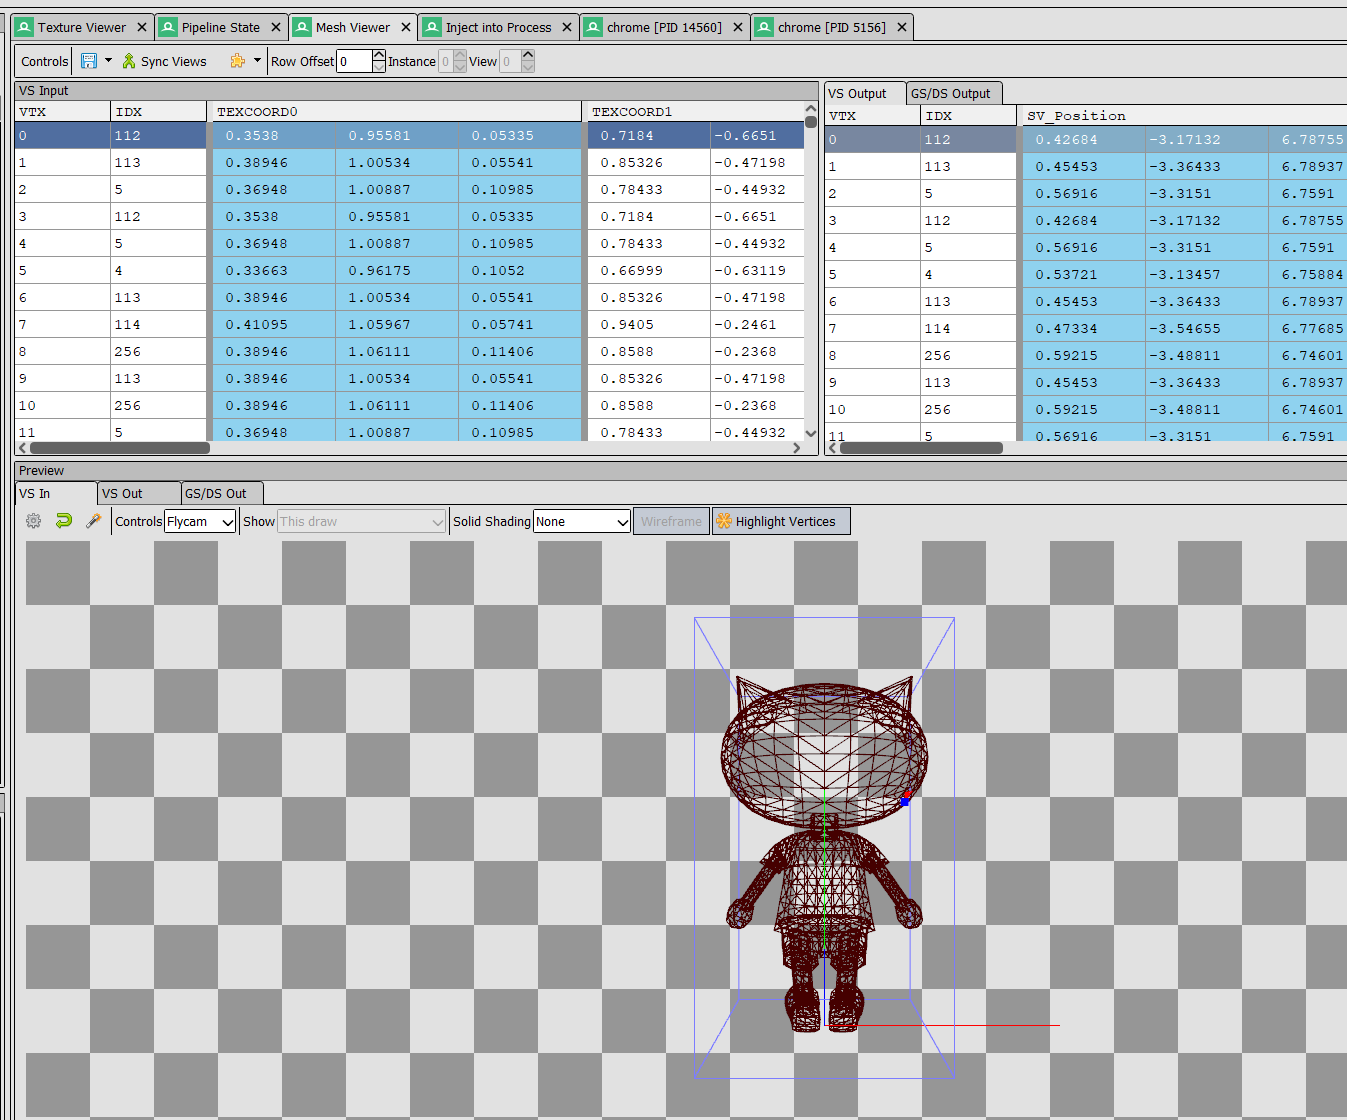 Texture Viewer Pipeline State Mesh Viewer Inject into Process chrome [PID 14560] chrome [PID 5156]
Controls Sync Views Row Offset 0 Instance 0 View 0
VS Input
VTX IDX TEXCOORD0 TEXCOORD1
0 112 0.3538 0.95581 0.05335 0.7184 -0.6651
1 113 0.38946 1.00534 0.05541 0.85326 -0.47198
2 5 0.36948 1.00887 0.10985 0.78433 -0.44932
3 112 0.3538 0.95581 0.05335 0.7184 -0.6651
4 5 0.36948 1.00887 0.10985 0.78433 -0.44932
5 4 0.33663 0.96175 0.1052 0.66999 -0.63119
6 113 0.38946 1.00534 0.05541 0.85326 -0.47198
7 114 0.41095 1.05967 0.05741 0.9405 -0.2461
8 256 0.38946 1.06111 0.11406 0.8588 -0.2368
9 113 0.38946 1.00534 0.05541 0.85326 -0.47198
10 256 0.38946 1.06111 0.11406 0.8588 -0.2368
11 5 0.36948 1.00887 0.10985 0.78433 -0.44932
VS Output GS/DS Output
VTX IDX SV_Position
0 112 0.42684 -3.17132 6.78755
1 113 0.45453 -3.36433 6.78937
2 5 0.56916 -3.3151 6.7591
3 112 0.42684 -3.17132 6.78755
4 5 0.56916 -3.3151 6.7591
5 4 0.53721 -3.13457 6.75884
6 113 0.45453 -3.36433 6.78937
7 114 0.47334 -3.54655 6.77685
8 256 0.59215 -3.48811 6.74601
9 113 0.45453 -3.36433 6.78937
10 256 0.59215 -3.48811 6.74601
11 5 0.56916 -3.3151 6.7591
Preview
VS In VS Out GS/DS Out
Controls Flycam Show This draw Solid Shading None Wireframe Highlight Vertices